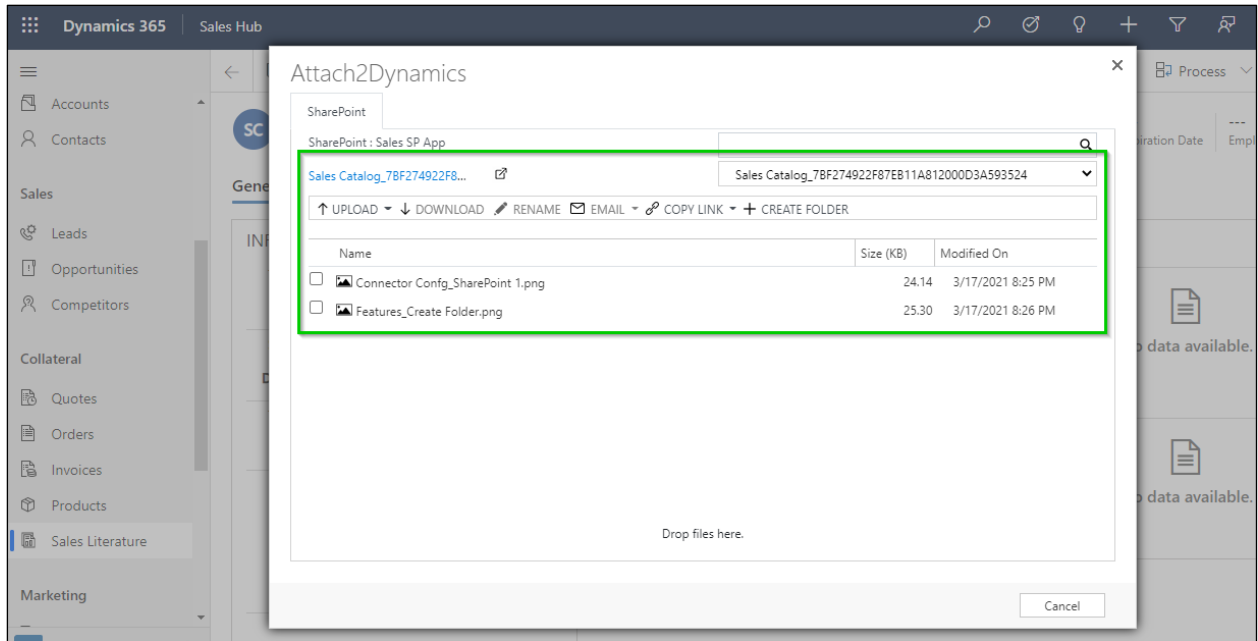 Dynamics 365 Sales Hub
Attach2Dynamics
Process
Accounts
Contacts
SC
SharePoint
SharePoint : Sales SP App
---
Sales Catalog_7BF274922F8...
Sales Catalog_7BF274922F87EB11A812000D3A593524
Sales
Gene
UPLOAD DOWNLOAD RENAME EMAIL COPY LINK CREATE FOLDER
Leads
INF
Name Size (KB) Modified On
Opportunities
Connector Confg_SharePoint 1.png 24.14 3/17/2021 8:25 PM
Competitors
Features_Create Folder.png 25.30 3/17/2021 8:26 PM
data available.
Collateral
Quotes
Orders
Invoices
Products
data available.
Sales Literature
Drop files here.
Marketing
Cancel